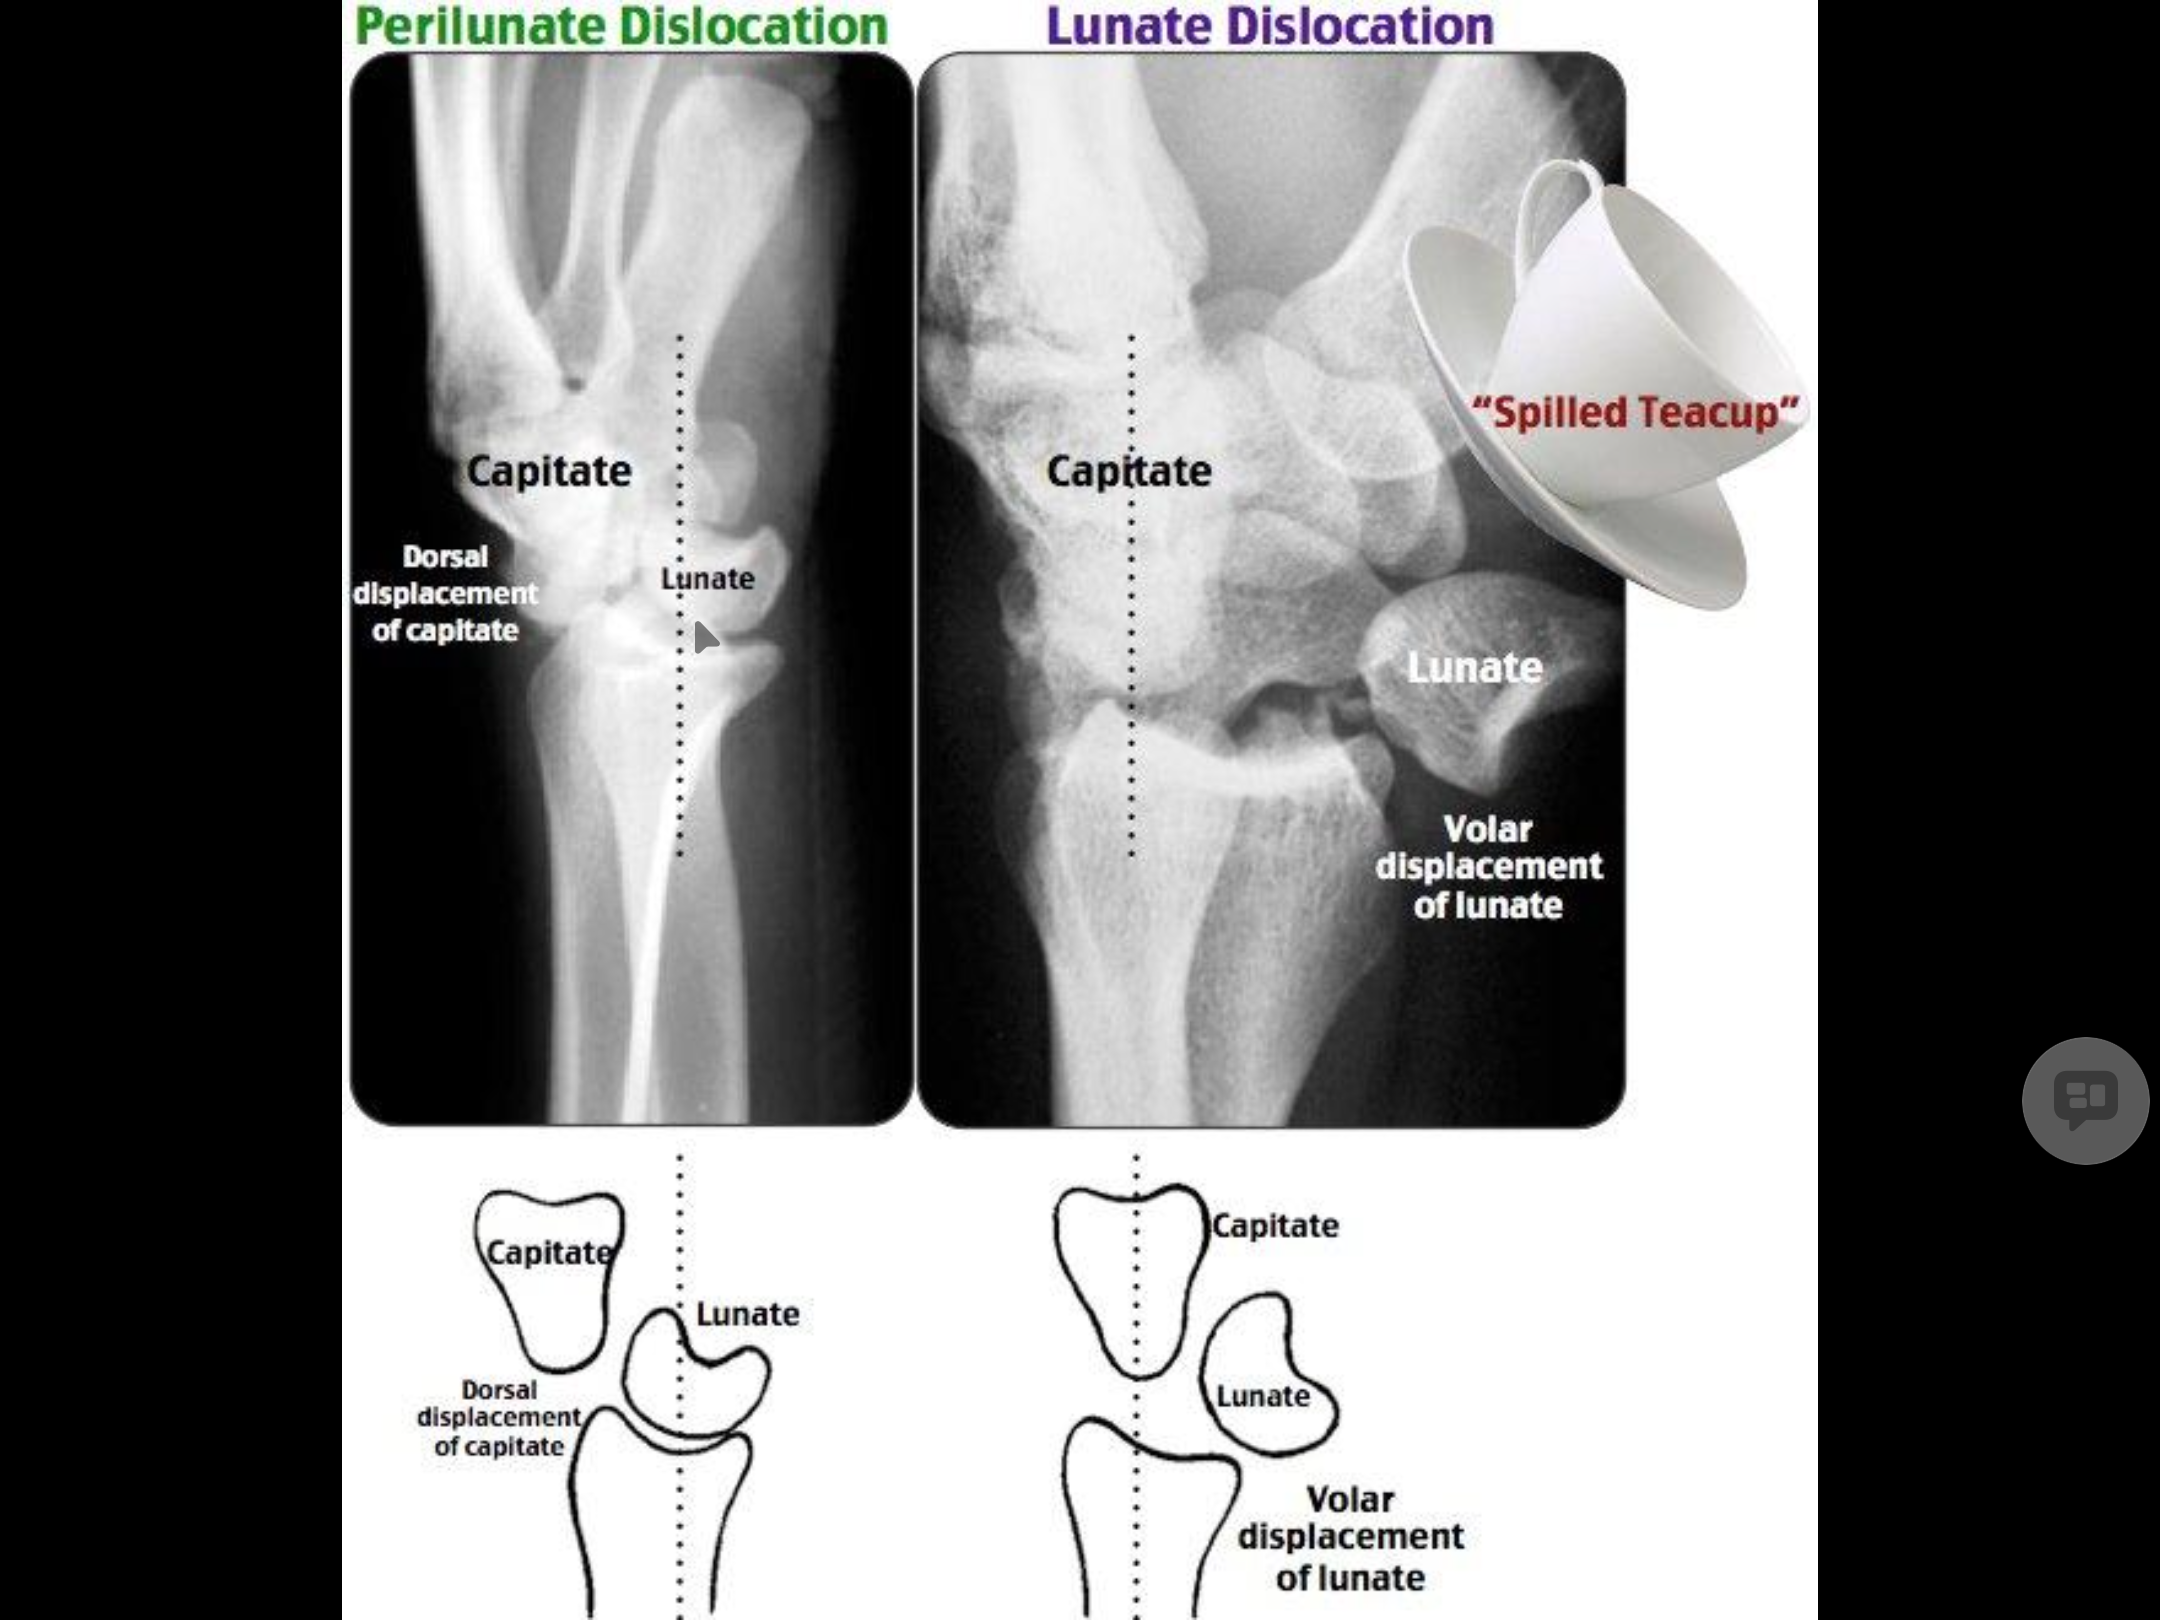 Perilunate Dislocation
Lunate Dislocation
"Spilled Teacup"
Capitate
Capitate
Dorsal
displacement
of capitate
Lunate
Lunate
Volar
displacement
of lunate
Capitate
Lunate
Dorsal
displacement
of capitate
Capitate
Lunate
Volar
displacement
of lunate